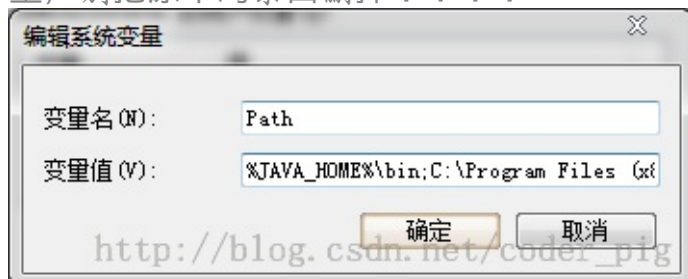 编辑系统变量
变量名(N):
Path
变量值(V):
%JAVA_HOME%\bin;C:\Program Files (x8
确定
取消
http://blog.csdn.net/coder_pig